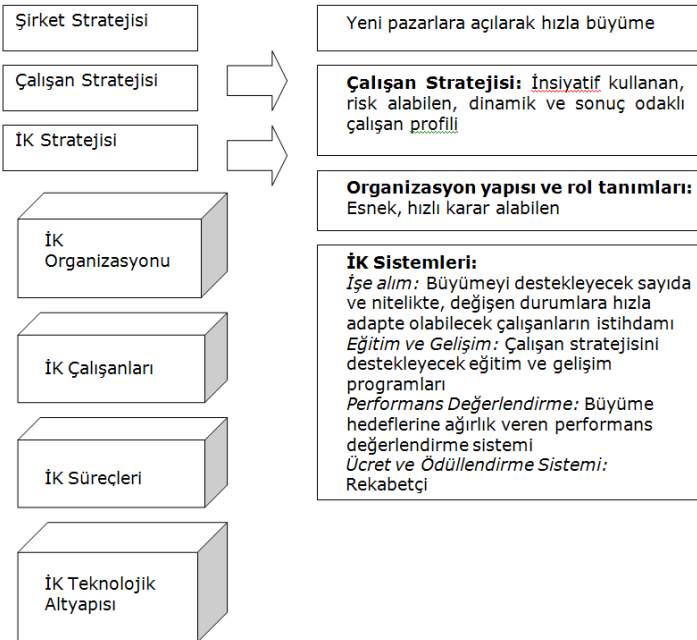 Şirket Stratejisi
Çalışan Stratejisi
İK Stratejisi
İK
Organizasyonu
İK Çalışanları
İK Süreçleri
İK Teknolojik
Altyapısı
Yeni pazarlara açılarak hızla büyüme
Çalışan Stratejisi: İnsiyatif kullanan,
risk alabilen, dinamik ve sonuç odaklı
çalışan profili
Organizasyon yapısı ve rol tanımları:
Esnek, hızlı karar alabilen
İK Sistemleri:
İşe alım: Büyümeyi destekleyecek sayıda
ve nitelikte, değişen durumlara hızla
adapte olabilecek çalışanların istihdamı
Eğitim ve Gelişim: Çalışan stratejisini
destekleyecek eğitim ve gelişim
programları
Performans Değerlendirme: Büyüme
hedeflerine ağırlık veren performans
değerlendirme sistemi
Ücret ve Ödüllendirme Sistemi:
Rekabetçi